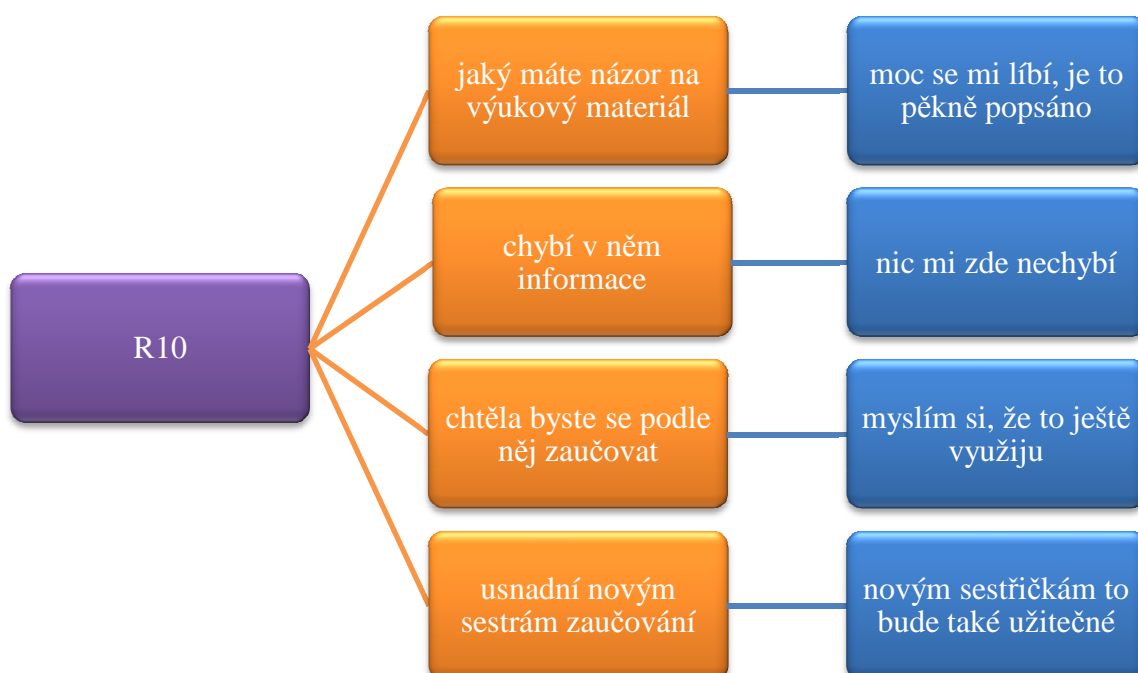 R10
jaký máte názor na
výukový materiál
moc se mi líbí, je to
pěkně popsáno
chybí v něm
informace
nic mi zde nechybí
chtěla byste se podle
něj zaučovat
myslím si, že to ještě
využiju
usnadní novým
sestrám zaučování
novým sestřičkám to
bude také užitečné